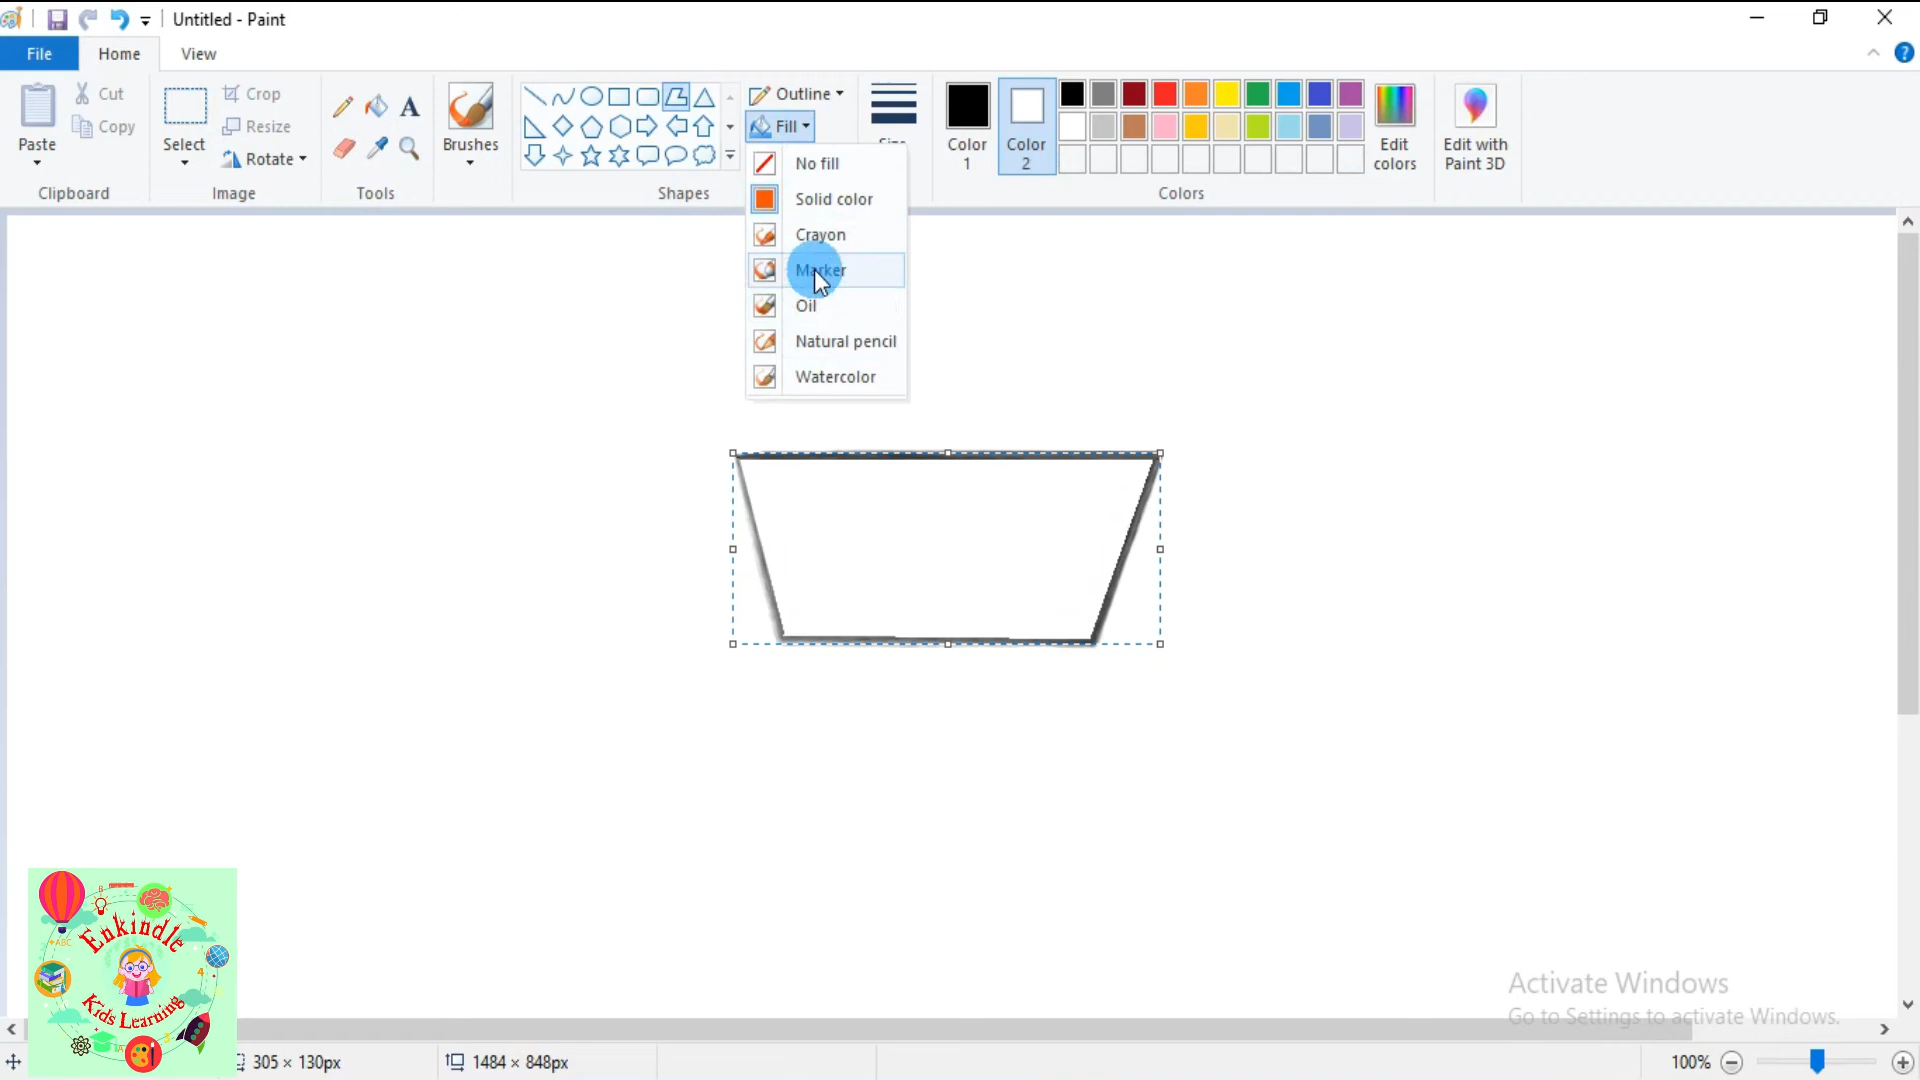 Untitled - Paint
File
Home
View
Paste
Cut
Copy
Clipboard
Select
Crop
Resize
Rotate
Image
Tools
Brushes
Shapes
Outline
Fill
No fill
Solid color
Crayon
Marker
Oil
Natural pencil
Watercolor
Color
1
Color
2
Edit
colors
Colors
Edit with
Paint 3D
Enkindle
Kids Learning
ABC
Activate Windows
Go to Settings to activate Windows.
305 × 130px
1484 × 848px
100%